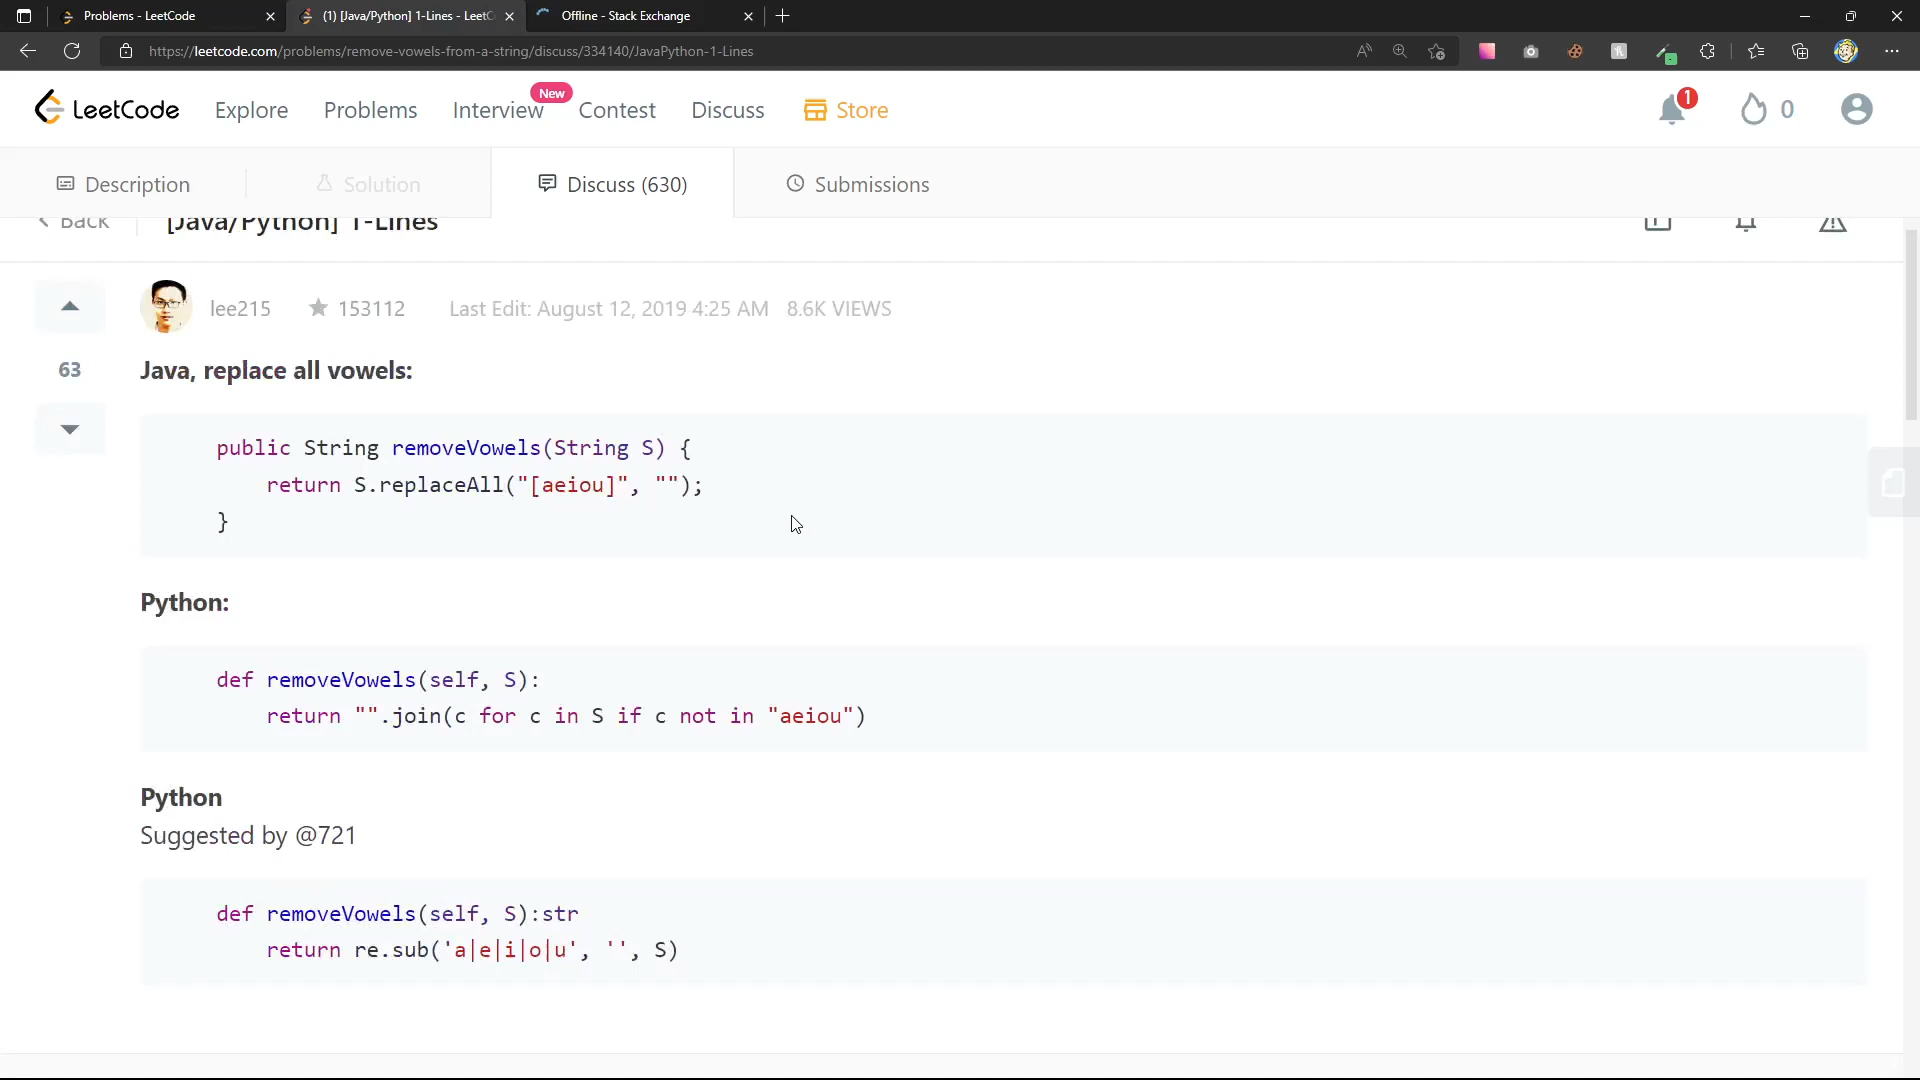 Problems - LeetCode
(1) [Java/Python] 1-Lines - LeetC
Offline - Stack Exchange
https://leetcode.com/problems/remove-vowels-from-a-string/discuss/334140/JavaPython-1-Lines
LeetCode
Explore
Problems
Interview
New
Contest
Discuss
Store
1
0
Description
Solution
Discuss (630)
Submissions
Back
[Java/Python] 1-Lines
lee215 153112 Last Edit: August 12, 2019 4:25 AM 8.6K VIEWS
63
Java, replace all vowels:
public String removeVowels(String S) {
return S.replaceAll("[aeiou]", "");
}
Python:
def removeVowels(self, S):
return "".join(c for c in S if c not in "aeiou")
Python
Suggested by @721
def removeVowels(self, S):str
return re.sub('a|e|i|o|u', '', S)